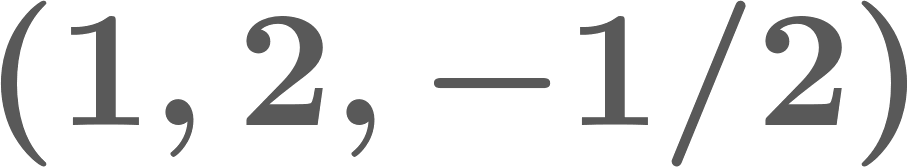 (1, 2, −1/2)